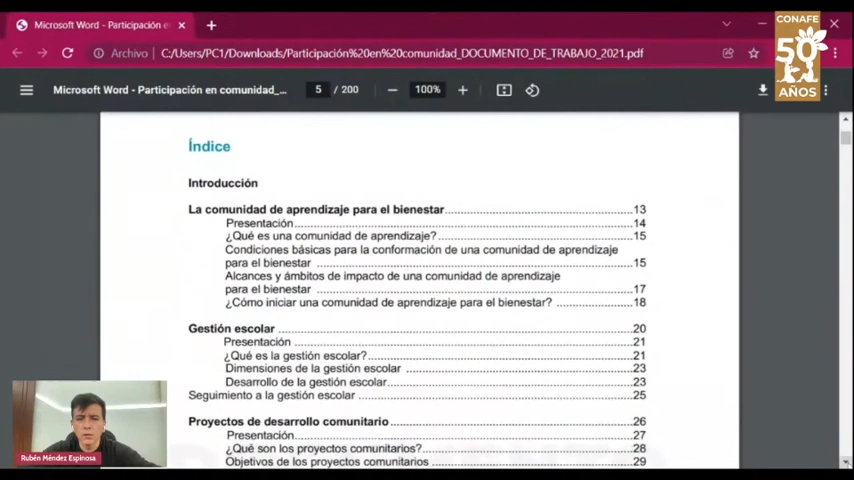 Microsoft Word - Participación e
CONAFE
50
AÑOS
Archivo
C:/Users/PC1/Downloads/Participación%20en%20comunidad_DOCUMENTO_DE_TRABAJO_2021.pdf
Microsoft Word - Participación en comunidad_...
5 / 200
100%
Índice
Introducción
La comunidad de aprendizaje para el bienestar 13
Presentación 14
¿Qué es una comunidad de aprendizaje? 15
Condiciones básicas para la conformación de una comunidad de aprendizaje
para el bienestar 15
Alcances y ámbitos de impacto de una comunidad de aprendizaje
para el bienestar 17
¿Cómo iniciar una comunidad de aprendizaje para el bienestar? 18
Gestión escolar 20
Presentación 21
¿Qué es la gestión escolar? 21
Dimensiones de la gestión escolar 23
Desarrollo de la gestión escolar 23
Seguimiento a la gestión escolar 25
Proyectos de desarrollo comunitario 26
Presentación 27
¿Qué son los proyectos comunitarios? 28
Objetivos de los proyectos comunitarios 29
Rubén Méndez Espinosa